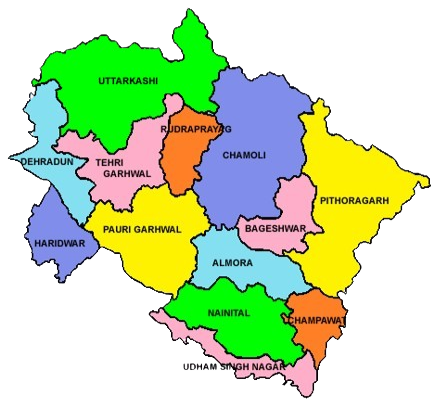 UTTARKASHI
RUDRAPRAYAG
CHAMOLI
DEHRADUN
TEHRI
GARHWAL
PITHORAGARH
PAURI GARHWAL
BAGESHWAR
HARIDWAR
ALMORA
NAINITAL
CHAMPAWAT
UDHAM SINGH NAGAR